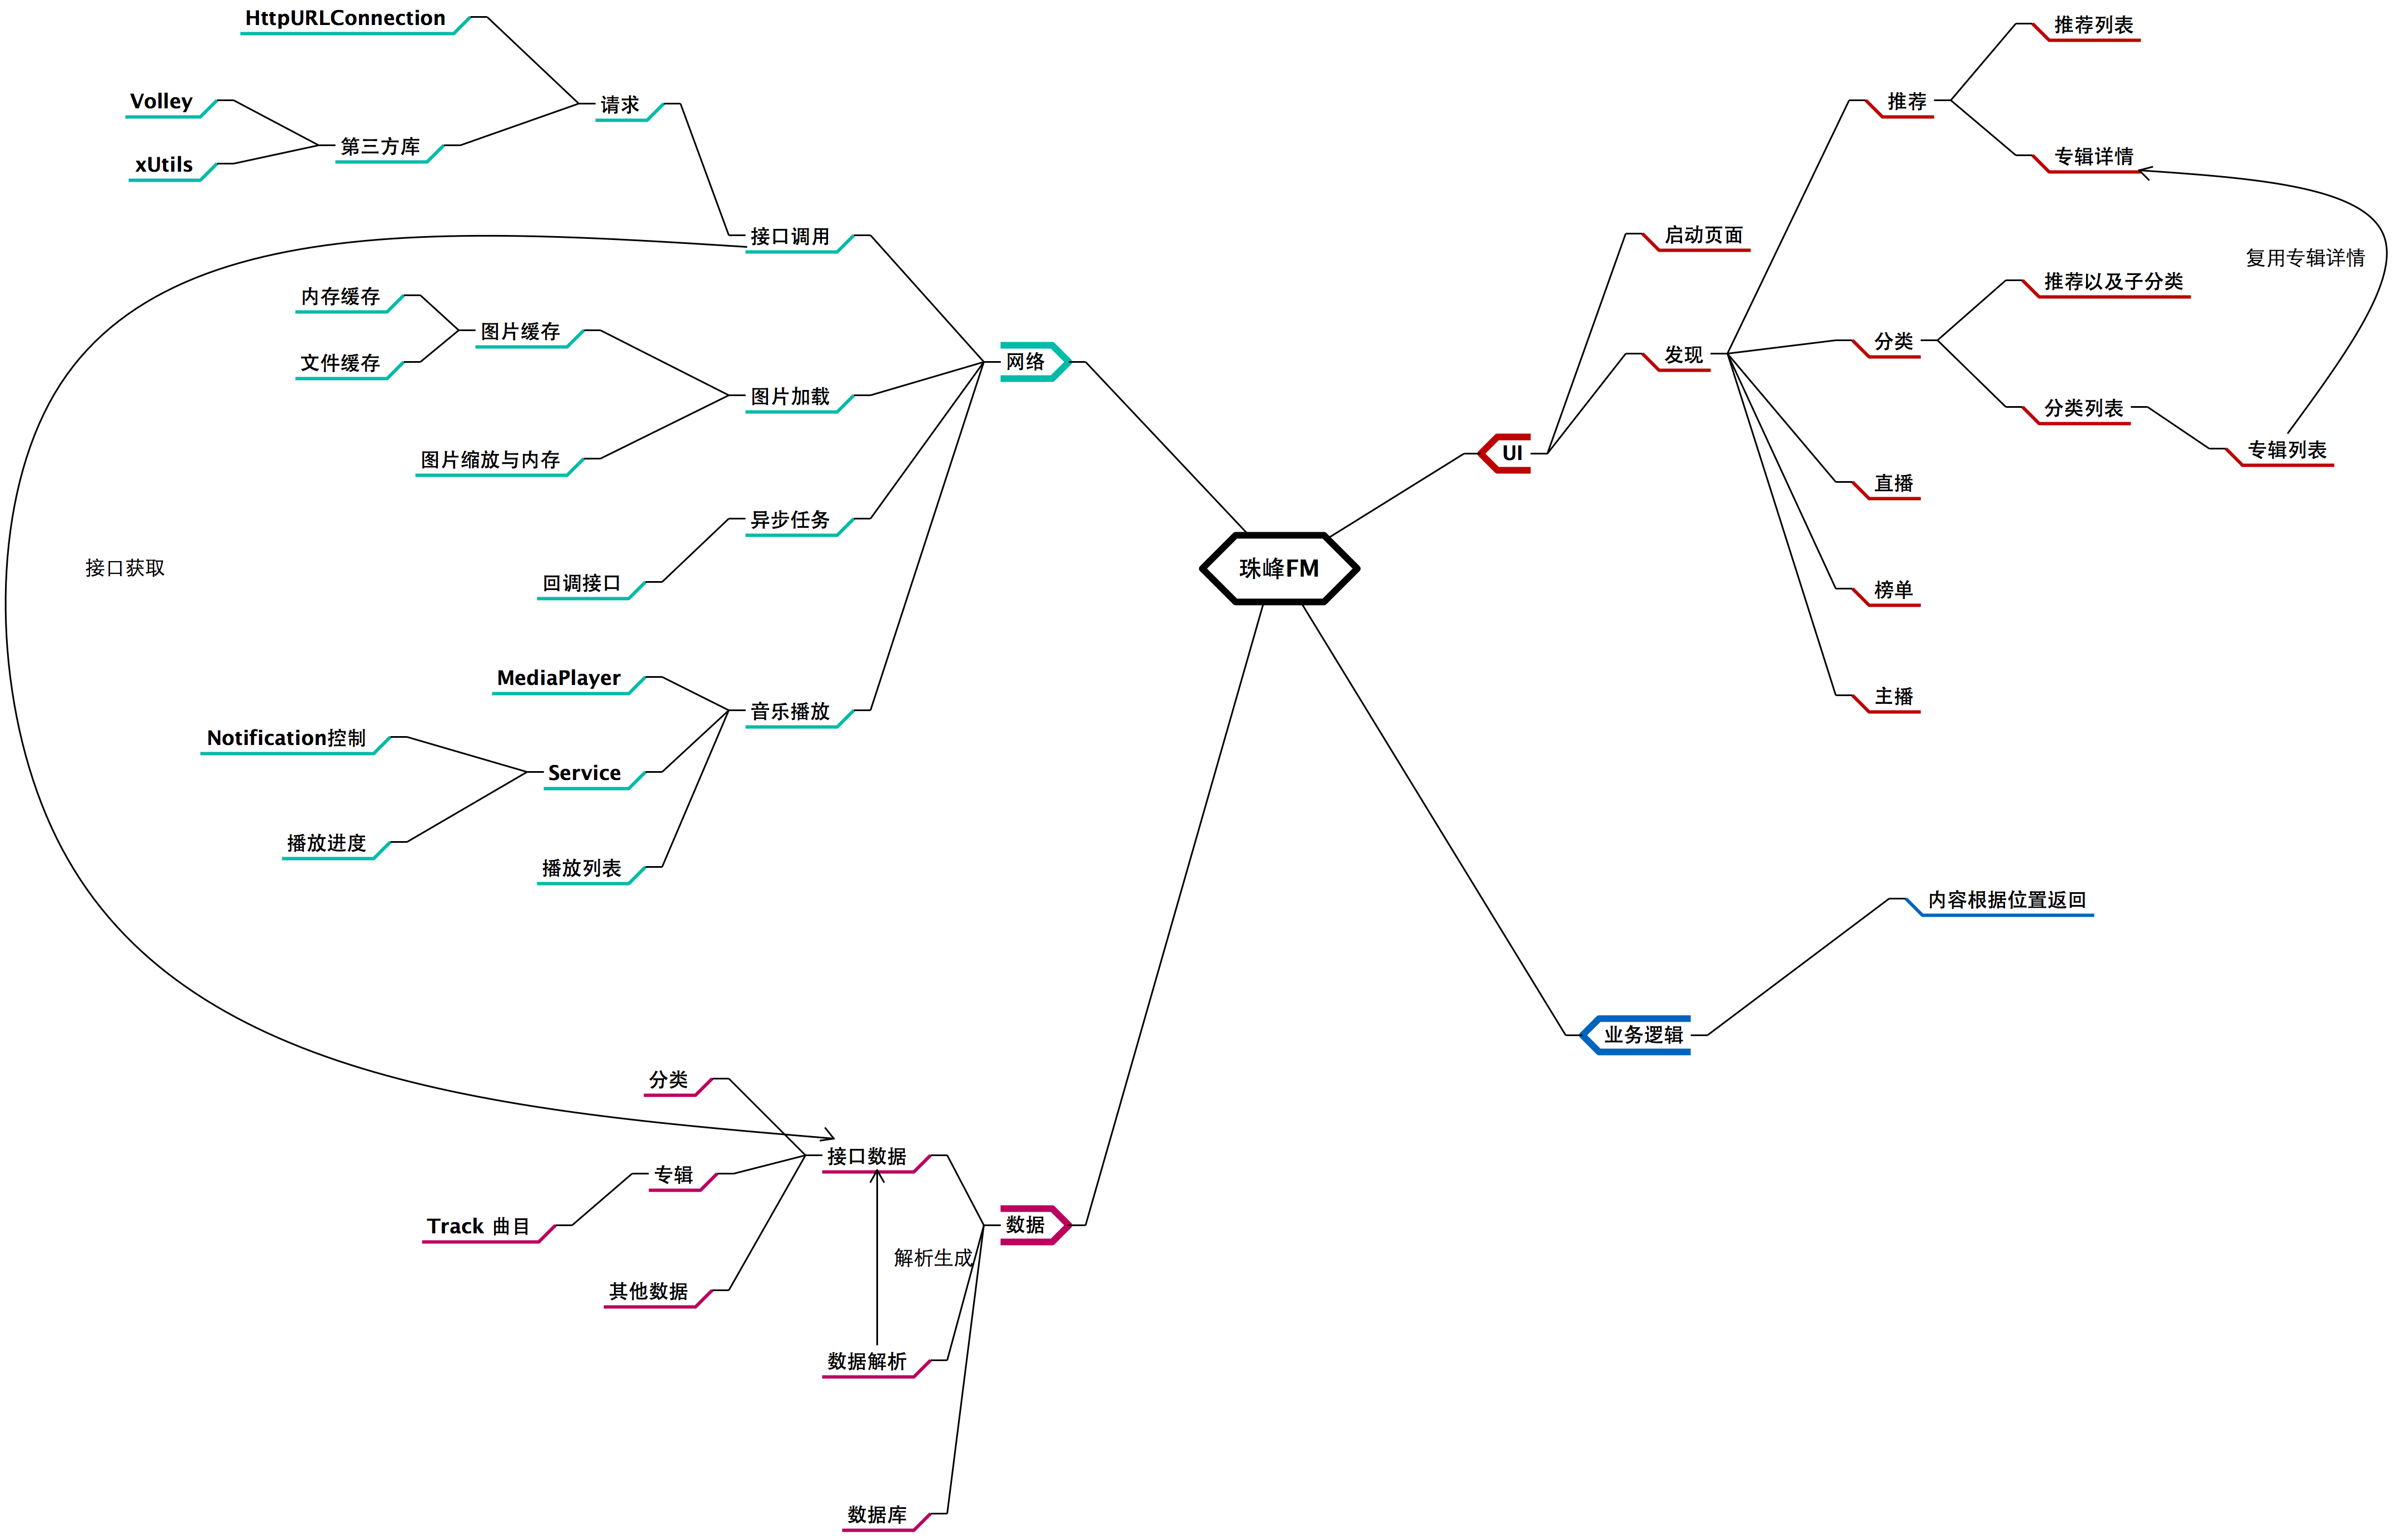 珠峰FM
UI
启动页面
发现
推荐
推荐列表
专辑详情
分类
推荐以及子分类
分类列表
专辑列表
复用专辑详情
直播
榜单
主播
业务逻辑
内容根据位置返回
网络
接口调用
请求
HttpURLConnection
第三方库
Volley
xUtils
图片加载
图片缓存
内存缓存
文件缓存
图片缩放与内存
异步任务
回调接口
音乐播放
MediaPlayer
Service
Notification控制
播放进度
播放列表
接口获取
数据
接口数据
分类
专辑
Track 曲目
其他数据
解析生成
数据解析
数据库